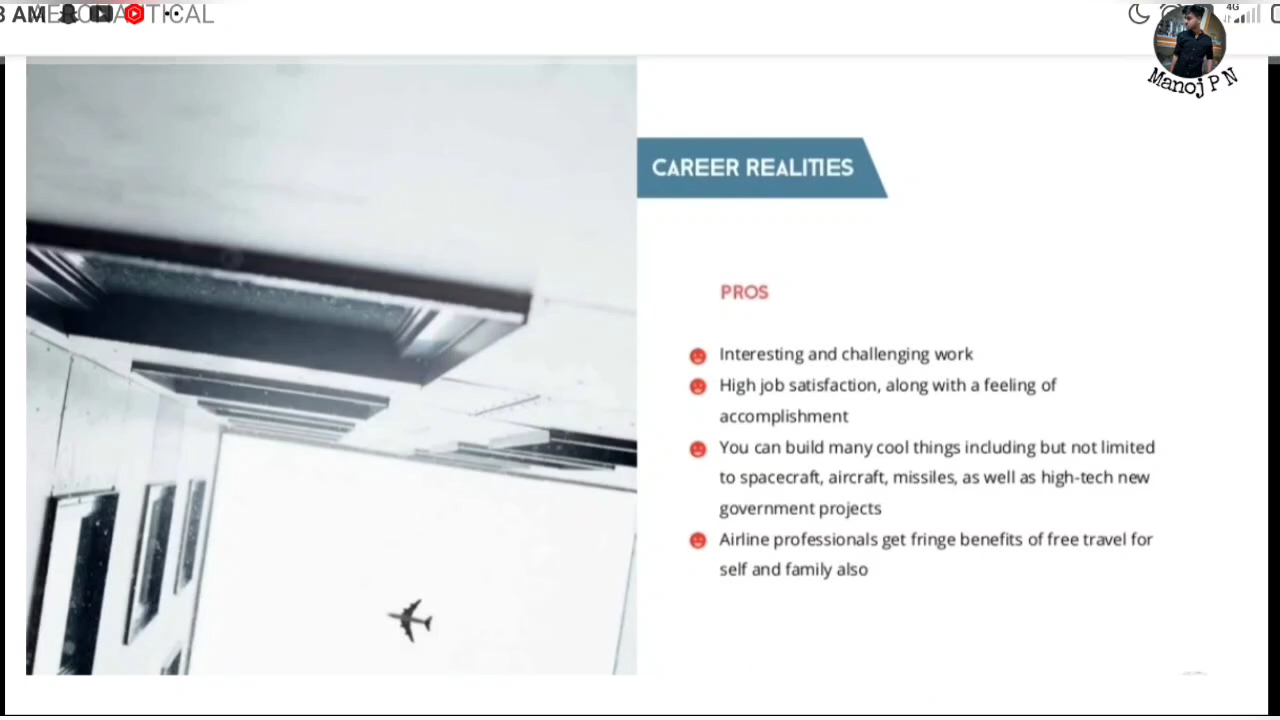 AERONAUTICAL
4G
Manoj P N
CAREER REALITIES
PROS
Interesting and challenging work
High job satisfaction, along with a feeling of
accomplishment
You can build many cool things including but not limited
to spacecraft, aircraft, missiles, as well as high-tech new
government projects
Airline professionals get fringe benefits of free travel for
self and family also